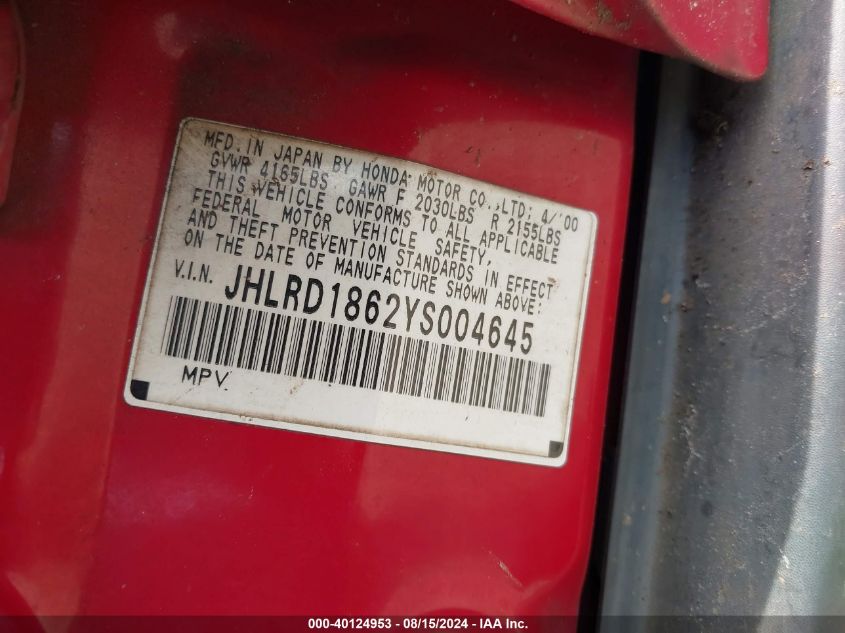 MFD. IN JAPAN BY HONDA MOTOR CO.,LTD; 4/'00
GVWR 4165LBS GAWR F 2030LBS R 2155LBS
THIS VEHICLE CONFORMS TO ALL APPLICABLE
FEDERAL MOTOR VEHICLE SAFETY,
AND THEFT PREVENTION STANDARDS IN EFFECT
ON THE DATE OF MANUFACTURE SHOWN ABOVE:
V.I.N. JHLRD1862YS004645
MPV.
000-40124953 - 08/15/2024 - IAA Inc.